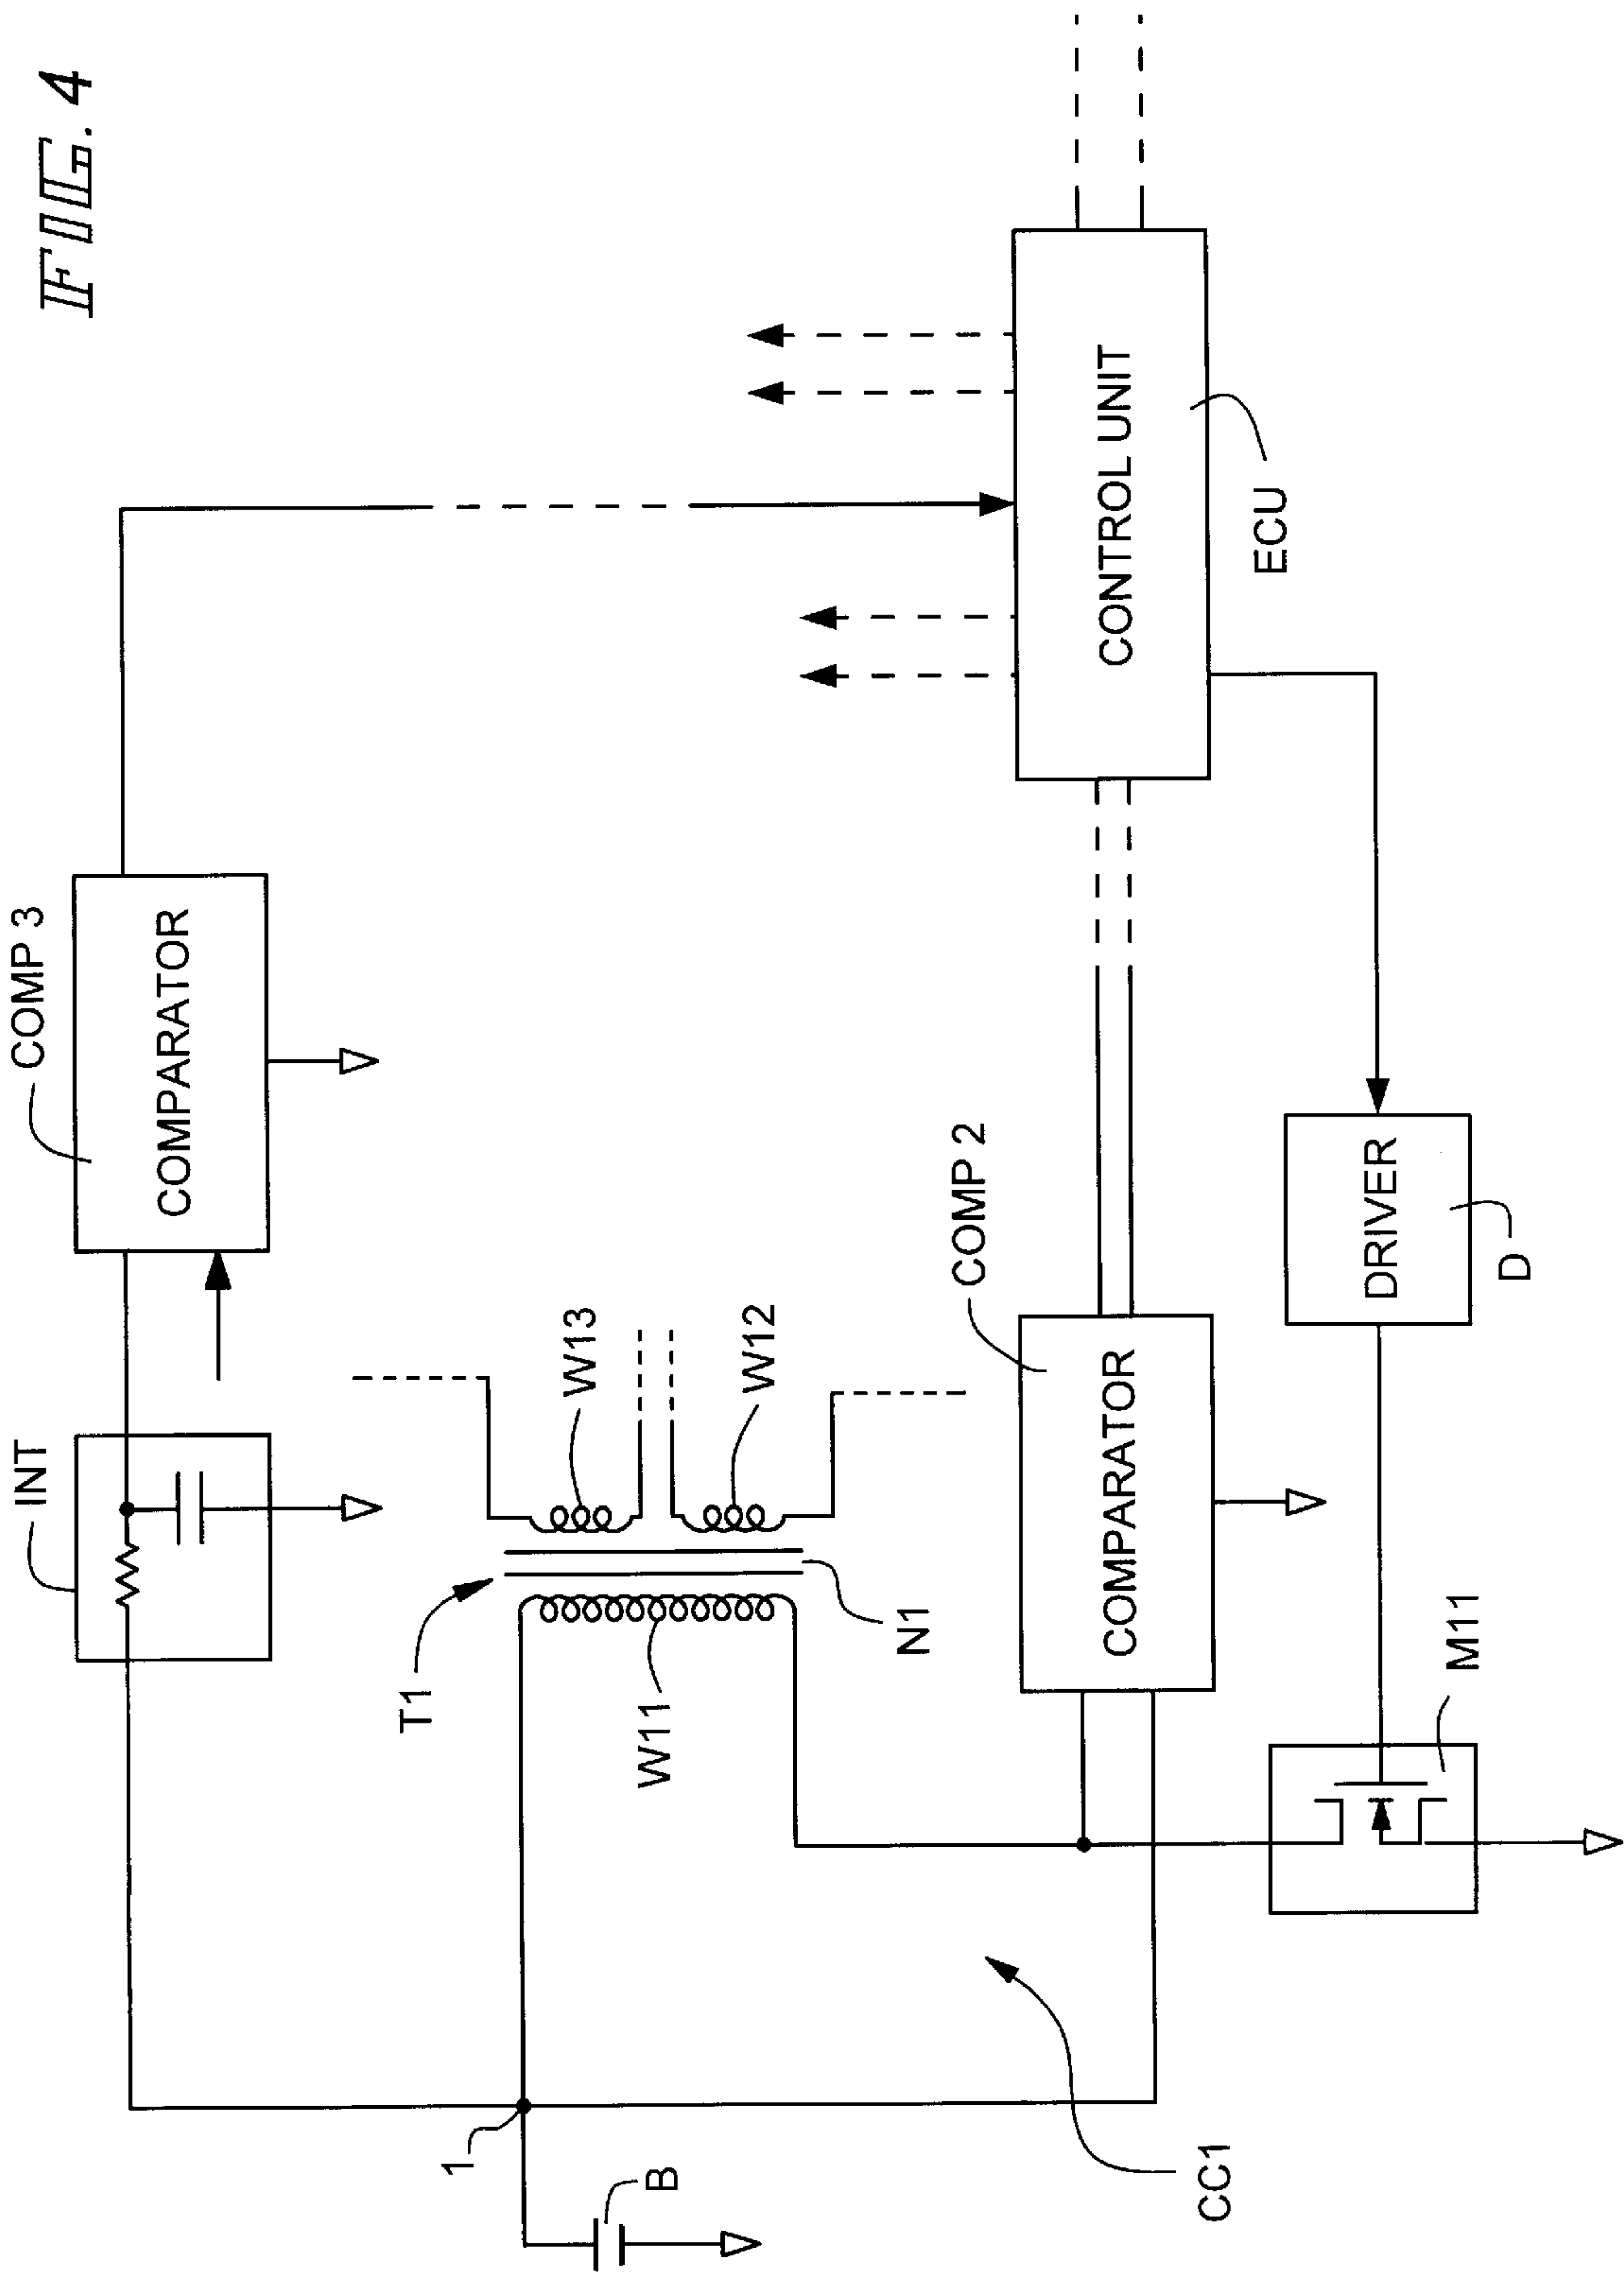 FIG. 4
COMP 3
COMPARATOR
INT
T1
W13
W12
W11
N1
CONTROL UNIT
ECU
COMP 2
COMPARATOR
DRIVER
D
M11
1
B
CC1